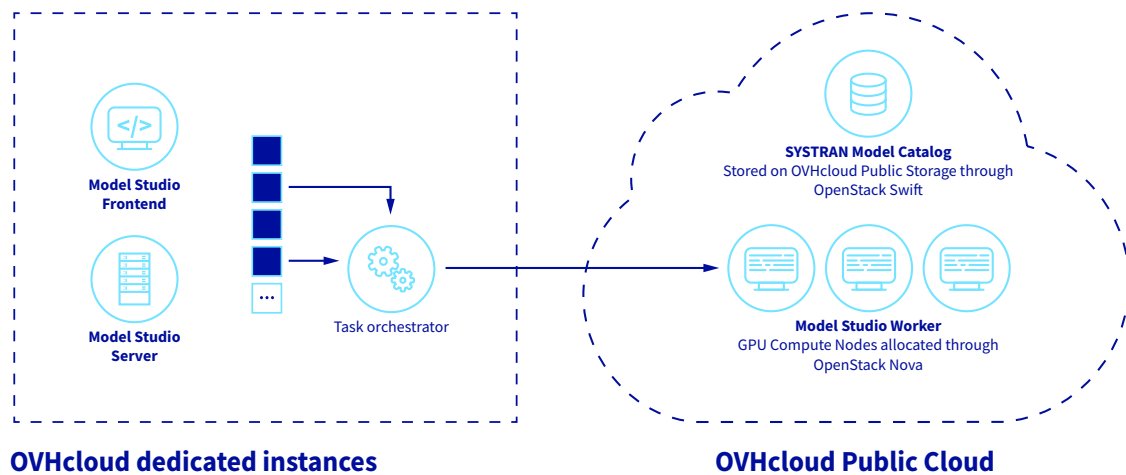 </>
Model Studio
Frontend
Model Studio
Server
...
Task orchestrator
OVHcloud dedicated instances
SYSTRAN Model Catalog
Stored on OVHcloud Public Storage through
OpenStack Swift
Model Studio Worker
GPU Compute Nodes allocated through
OpenStack Nova
OVHcloud Public Cloud